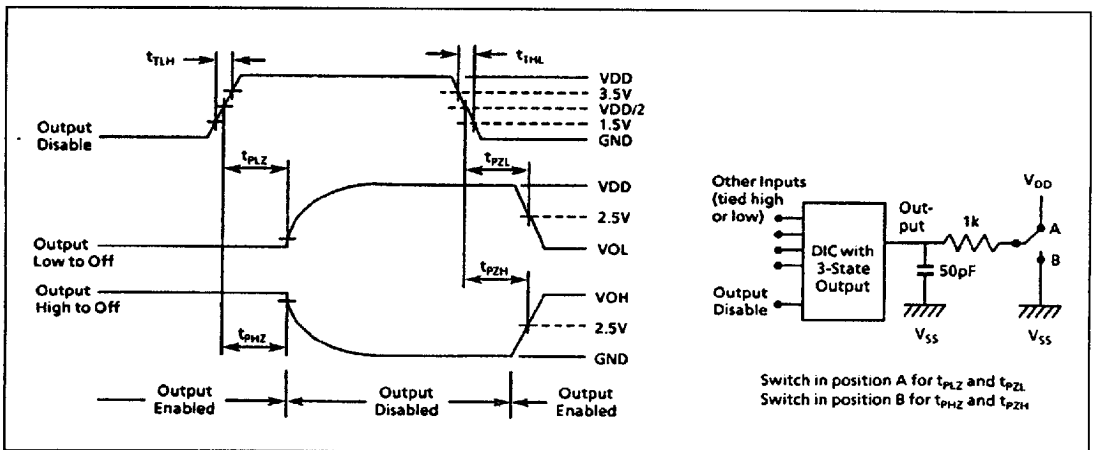 tTLH
tTHL
VDD
3.5V
VDD/2
1.5V
GND
Output
Disable
tPLZ
tPZL
VDD
2.5V
VOL
Output
Low to Off
tPZH
Output
High to Off
VOH
2.5V
GND
tPHZ
Output
Enabled
Output
Disabled
Output
Enabled
Other Inputs
(tied high
or low)
Out-
put
1k
VDD
A
B
DIC with
3-State
Output
50pF
Output
Disable
VSS
VSS
Switch in position A for tPLZ and tPZL
Switch in position B for tPHZ and tPZH